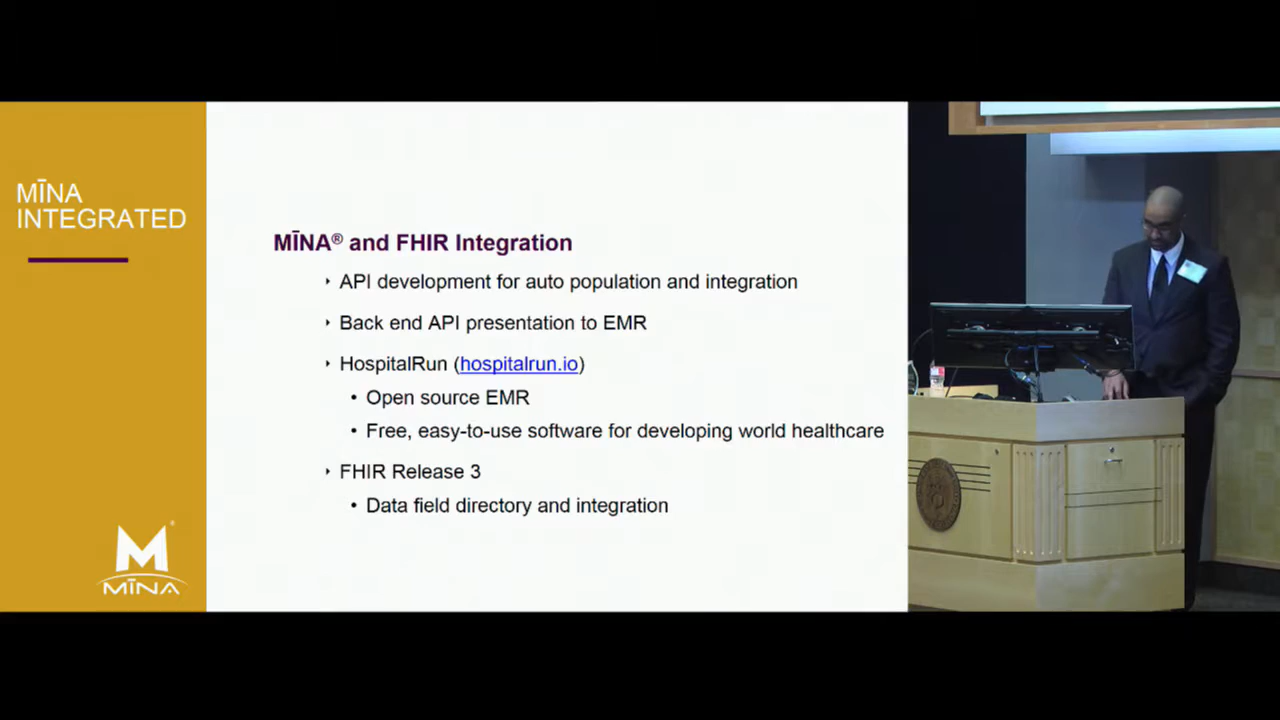 MĪNA
INTEGRATED
MĪNA® and FHIR Integration
‣ API development for auto population and integration
‣ Back end API presentation to EMR
‣ HospitalRun (hospitalrun.io)
• Open source EMR
• Free, easy-to-use software for developing world healthcare
‣ FHIR Release 3
• Data field directory and integration
M®
MĪNA